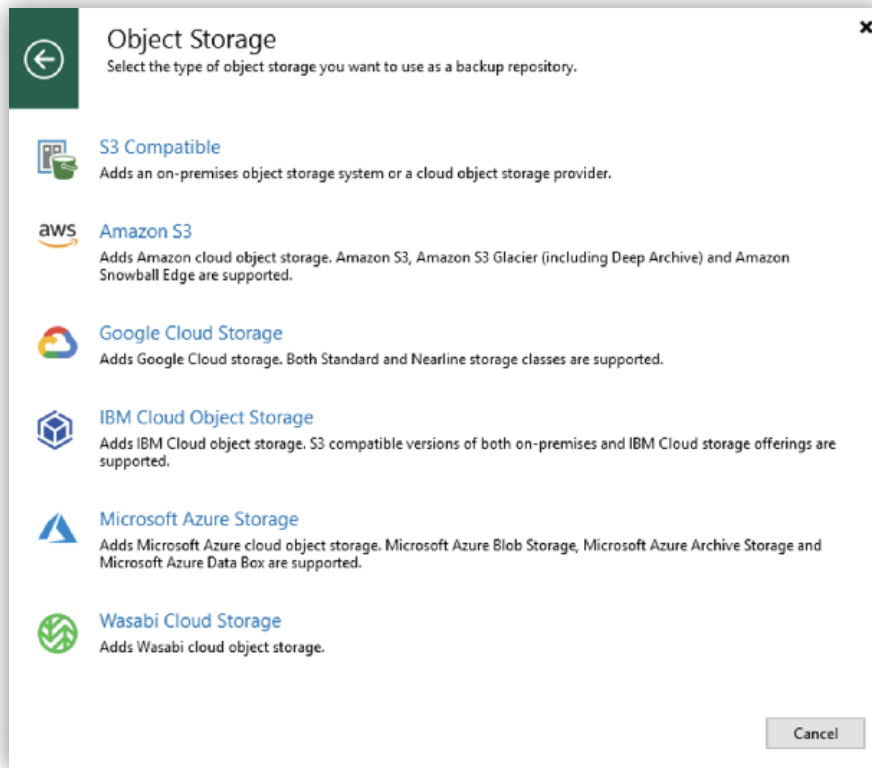 Object Storage
Select the type of object storage you want to use as a backup repository.
S3 Compatible
Adds an on-premises object storage system or a cloud object storage provider.
aws
Amazon S3
Adds Amazon cloud object storage. Amazon S3, Amazon S3 Glacier (including Deep Archive) and Amazon
Snowball Edge are supported.
Google Cloud Storage
Adds Google Cloud storage. Both Standard and Nearline storage classes are supported.
IBM Cloud Object Storage
Adds IBM Cloud object storage. S3 compatible versions of both on-premises and IBM Cloud storage offerings are
supported.
Microsoft Azure Storage
Adds Microsoft Azure cloud object storage. Microsoft Azure Blob Storage, Microsoft Azure Archive Storage and
Microsoft Azure Data Box are supported.
Wasabi Cloud Storage
Adds Wasabi cloud object storage.
Cancel